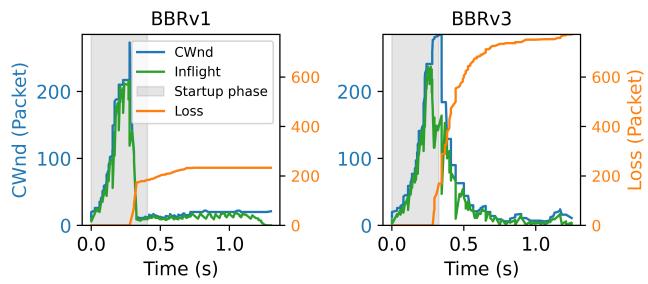 BBRv1
BBRv3
CWnd
Inflight
Startup phase
Loss
CWnd (Packet)
Loss (Packet)
200
100
0
600
400
200
0
200
100
0
600
400
200
0
0.0 0.5 1.0
0.0 0.5 1.0
Time (s)
Time (s)